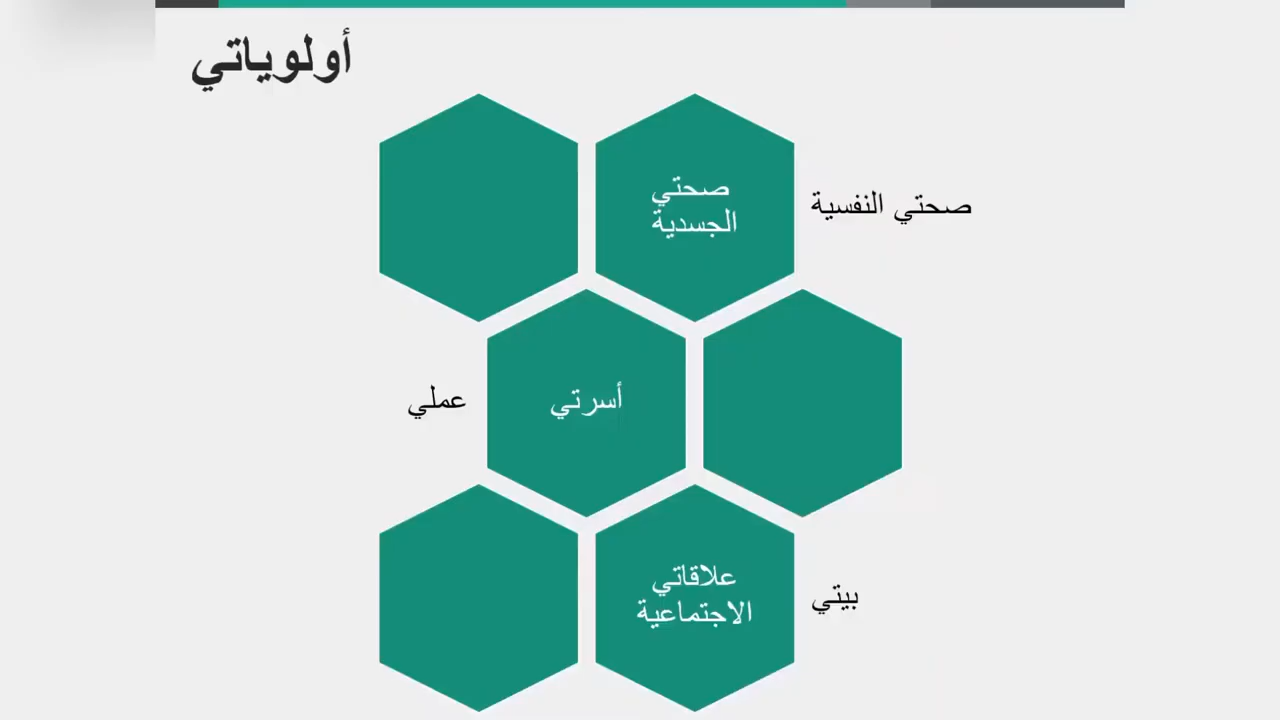 أولوياتي
صحتي النفسية
صحتي
الجسدية
أسرتي
عملي
بيتي
علاقاتي
الاجتماعية